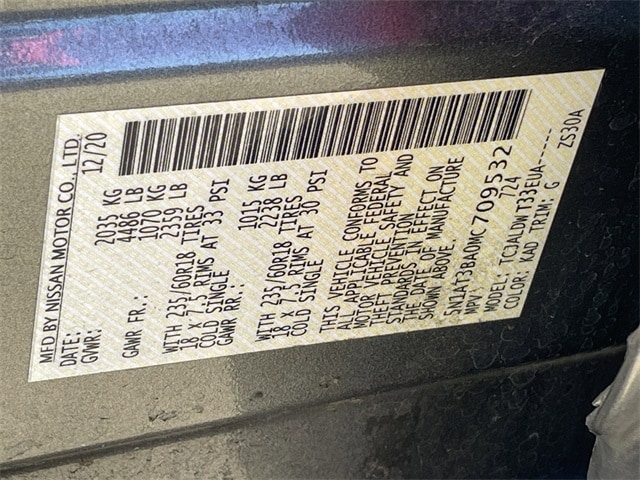 MFD BY NISSAN MOTOR CO., LTD.
DATE: 12/20
GVWR: 2035 KG
4486 LB
GAWR FR.: 1070 KG
2359 LB
WITH 235/60R18 TIRES
18 X 7.5 RIMS AT 33 PSI
COLD SINGLE
GAWR RR.: 1015 KG
2238 LB
WITH 235/60R18 TIRES
18 X 7.5 RIMS AT 30 PSI
COLD SINGLE
THIS VEHICLE CONFORMS TO
ALL APPLICABLE FEDERAL
MOTOR VEHICLE SAFETY AND
THEFT PREVENTION
STANDARDS IN EFFECT ON
THE DATE OF MANUFACTURE
SHOWN ABOVE.
709532
MPV: 724
MODEL: TCJALDW T33EUA------
COLOR: KAD TRIM: G ZS30A